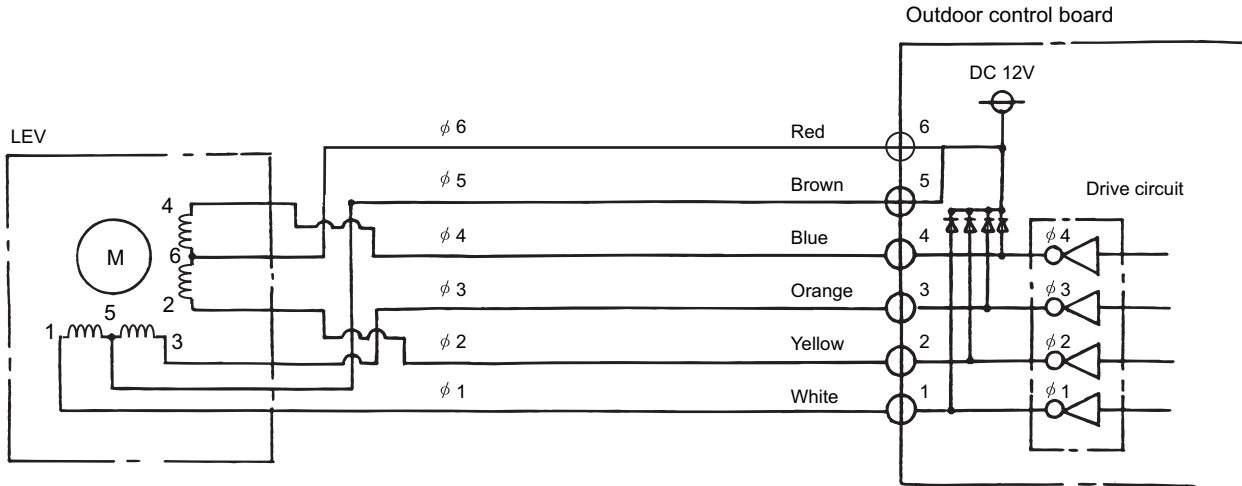 Outdoor control board
DC 12V
LEV
ϕ 6 Red 6
ϕ 5 Brown 5
Drive circuit
4
ϕ 4 Blue 4 ϕ 4
M
6
2
ϕ 3 Orange 3 ϕ 3
5
1 3
ϕ 2 Yellow 2 ϕ 2
ϕ 1 White 1 ϕ 1